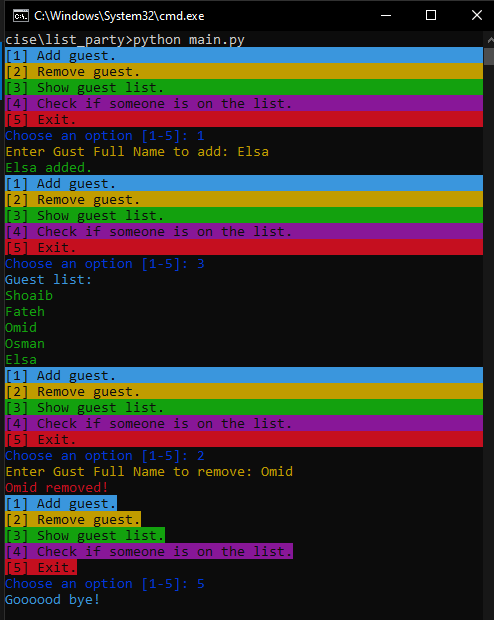 C:\Windows\System32\cmd.exe
cise\list_party>python main.py
[1] Add guest.
[2] Remove guest.
[3] Show guest list.
[4] Check if someone is on the list.
[5] Exit.
Choose an option [1-5]: 1
Enter Gust Full Name to add: Elsa
Elsa added.
[1] Add guest.
[2] Remove guest.
[3] Show guest list.
[4] Check if someone is on the list.
[5] Exit.
Choose an option [1-5]: 3
Guest list:
Shoaib
Fateh
Omid
Osman
Elsa
[1] Add guest.
[2] Remove guest.
[3] Show guest list.
[4] Check if someone is on the list.
[5] Exit.
Choose an option [1-5]: 2
Enter Gust Full Name to remove: Omid
Omid removed!
[1] Add guest.
[2] Remove guest.
[3] Show guest list.
[4] Check if someone is on the list.
[5] Exit.
Choose an option [1-5]: 5
Goooood bye!